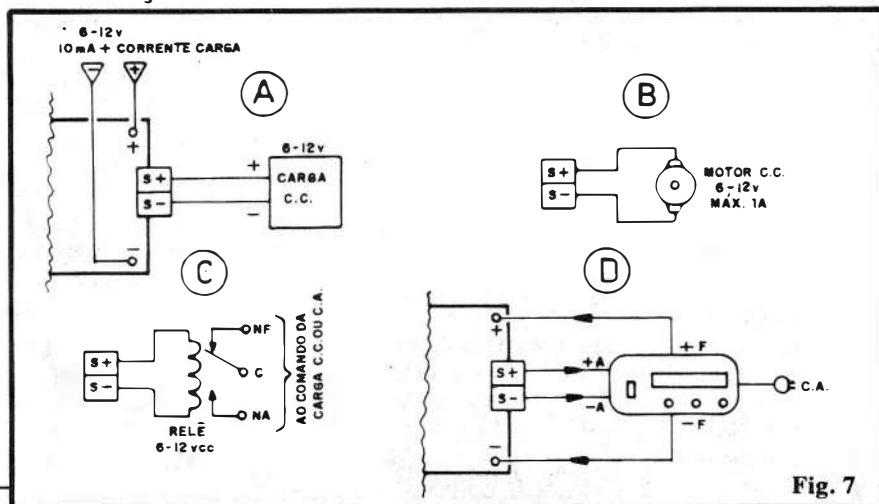 6-12v
10mA + CORRENTE CARGA
−
+
A
+
S+
S−
−
+
−
6-12v
CARGA
C.C.
B
S+
S−
MOTOR C.C.
6-12v
MÁX. 1A
C
S+
S−
RELÊ
6-12 vcc
NF
C
NA
AO COMANDO DA
CARGA C.C. OU C.A.
D
+
S+
S−
−
+A
−A
+F
−F
C.A.
Fig. 7